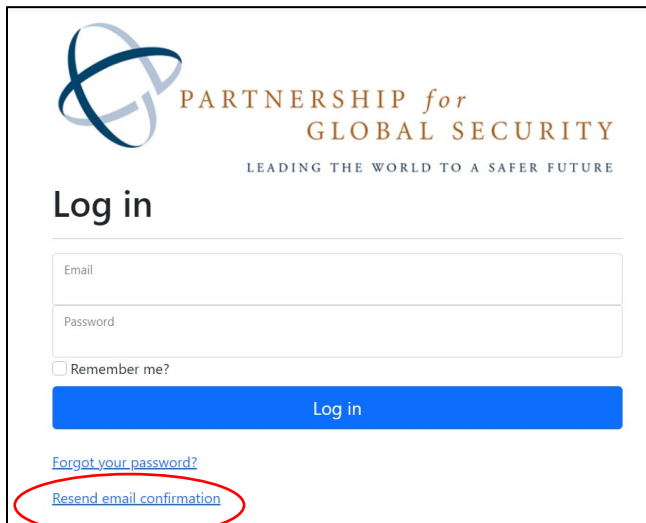 PARTNERSHIP for
GLOBAL SECURITY
LEADING THE WORLD TO A SAFER FUTURE
Log in
Email
Password
Remember me?
Log in
Forgot your password?
Resend email confirmation